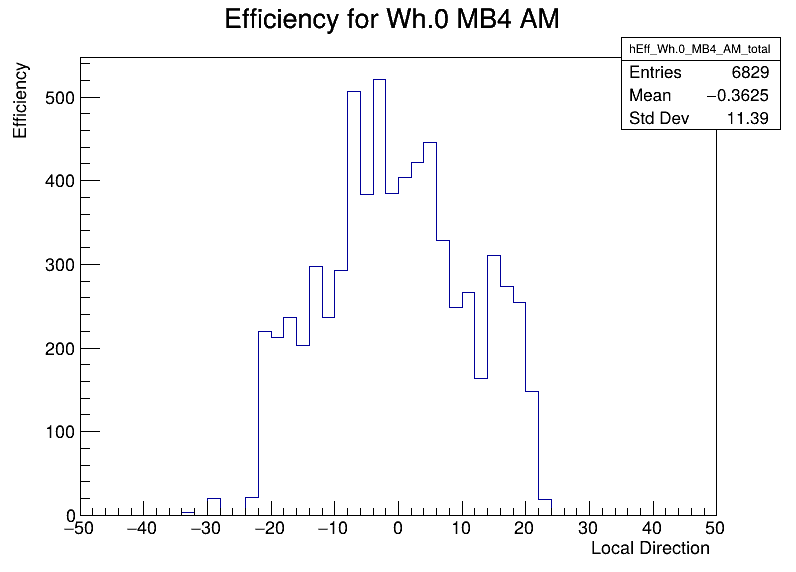 Efficiency for Wh.0 MB4 AM
hEff_Wh.0_MB4_AM_total
Entries 6829
Mean −0.3625
Std Dev 11.39
Efficiency
500
400
300
200
100
0
−50 −40 −30 −20 −10 0 10 20 30 40 50
Local Direction